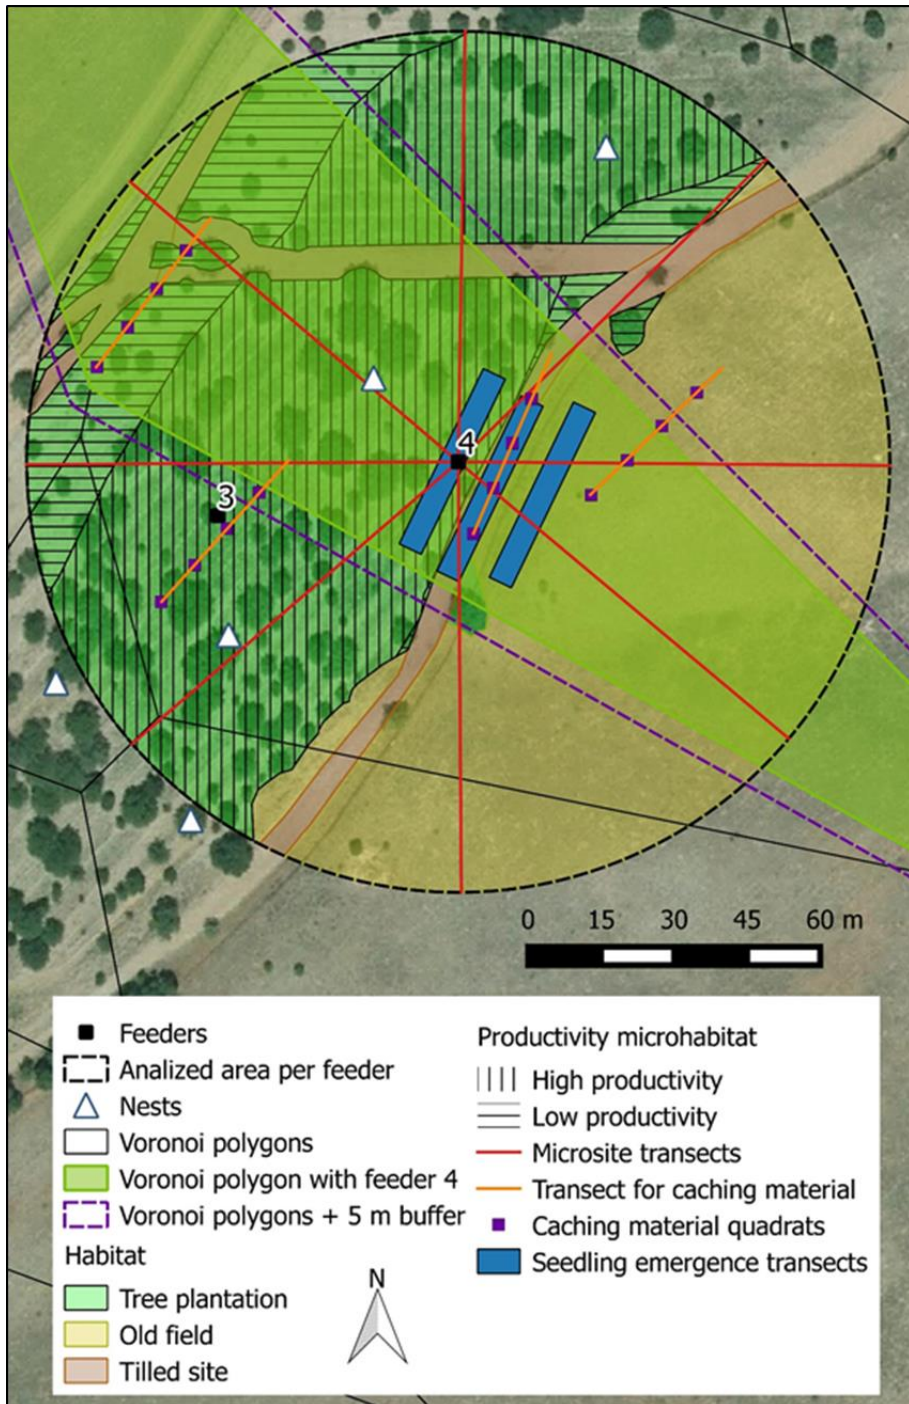 4
3
0 15 30 45 60 m
Feeders
Analized area per feeder
Nests
Voronoi polygons
Voronoi polygon with feeder 4
Voronoi polygons + 5 m buffer
Habitat
Tree plantation
Old field
Tilled site
N
Productivity microhabitat
High productivity
Low productivity
Microsite transects
Transect for caching material
Caching material quadrats
Seedling emergence transects